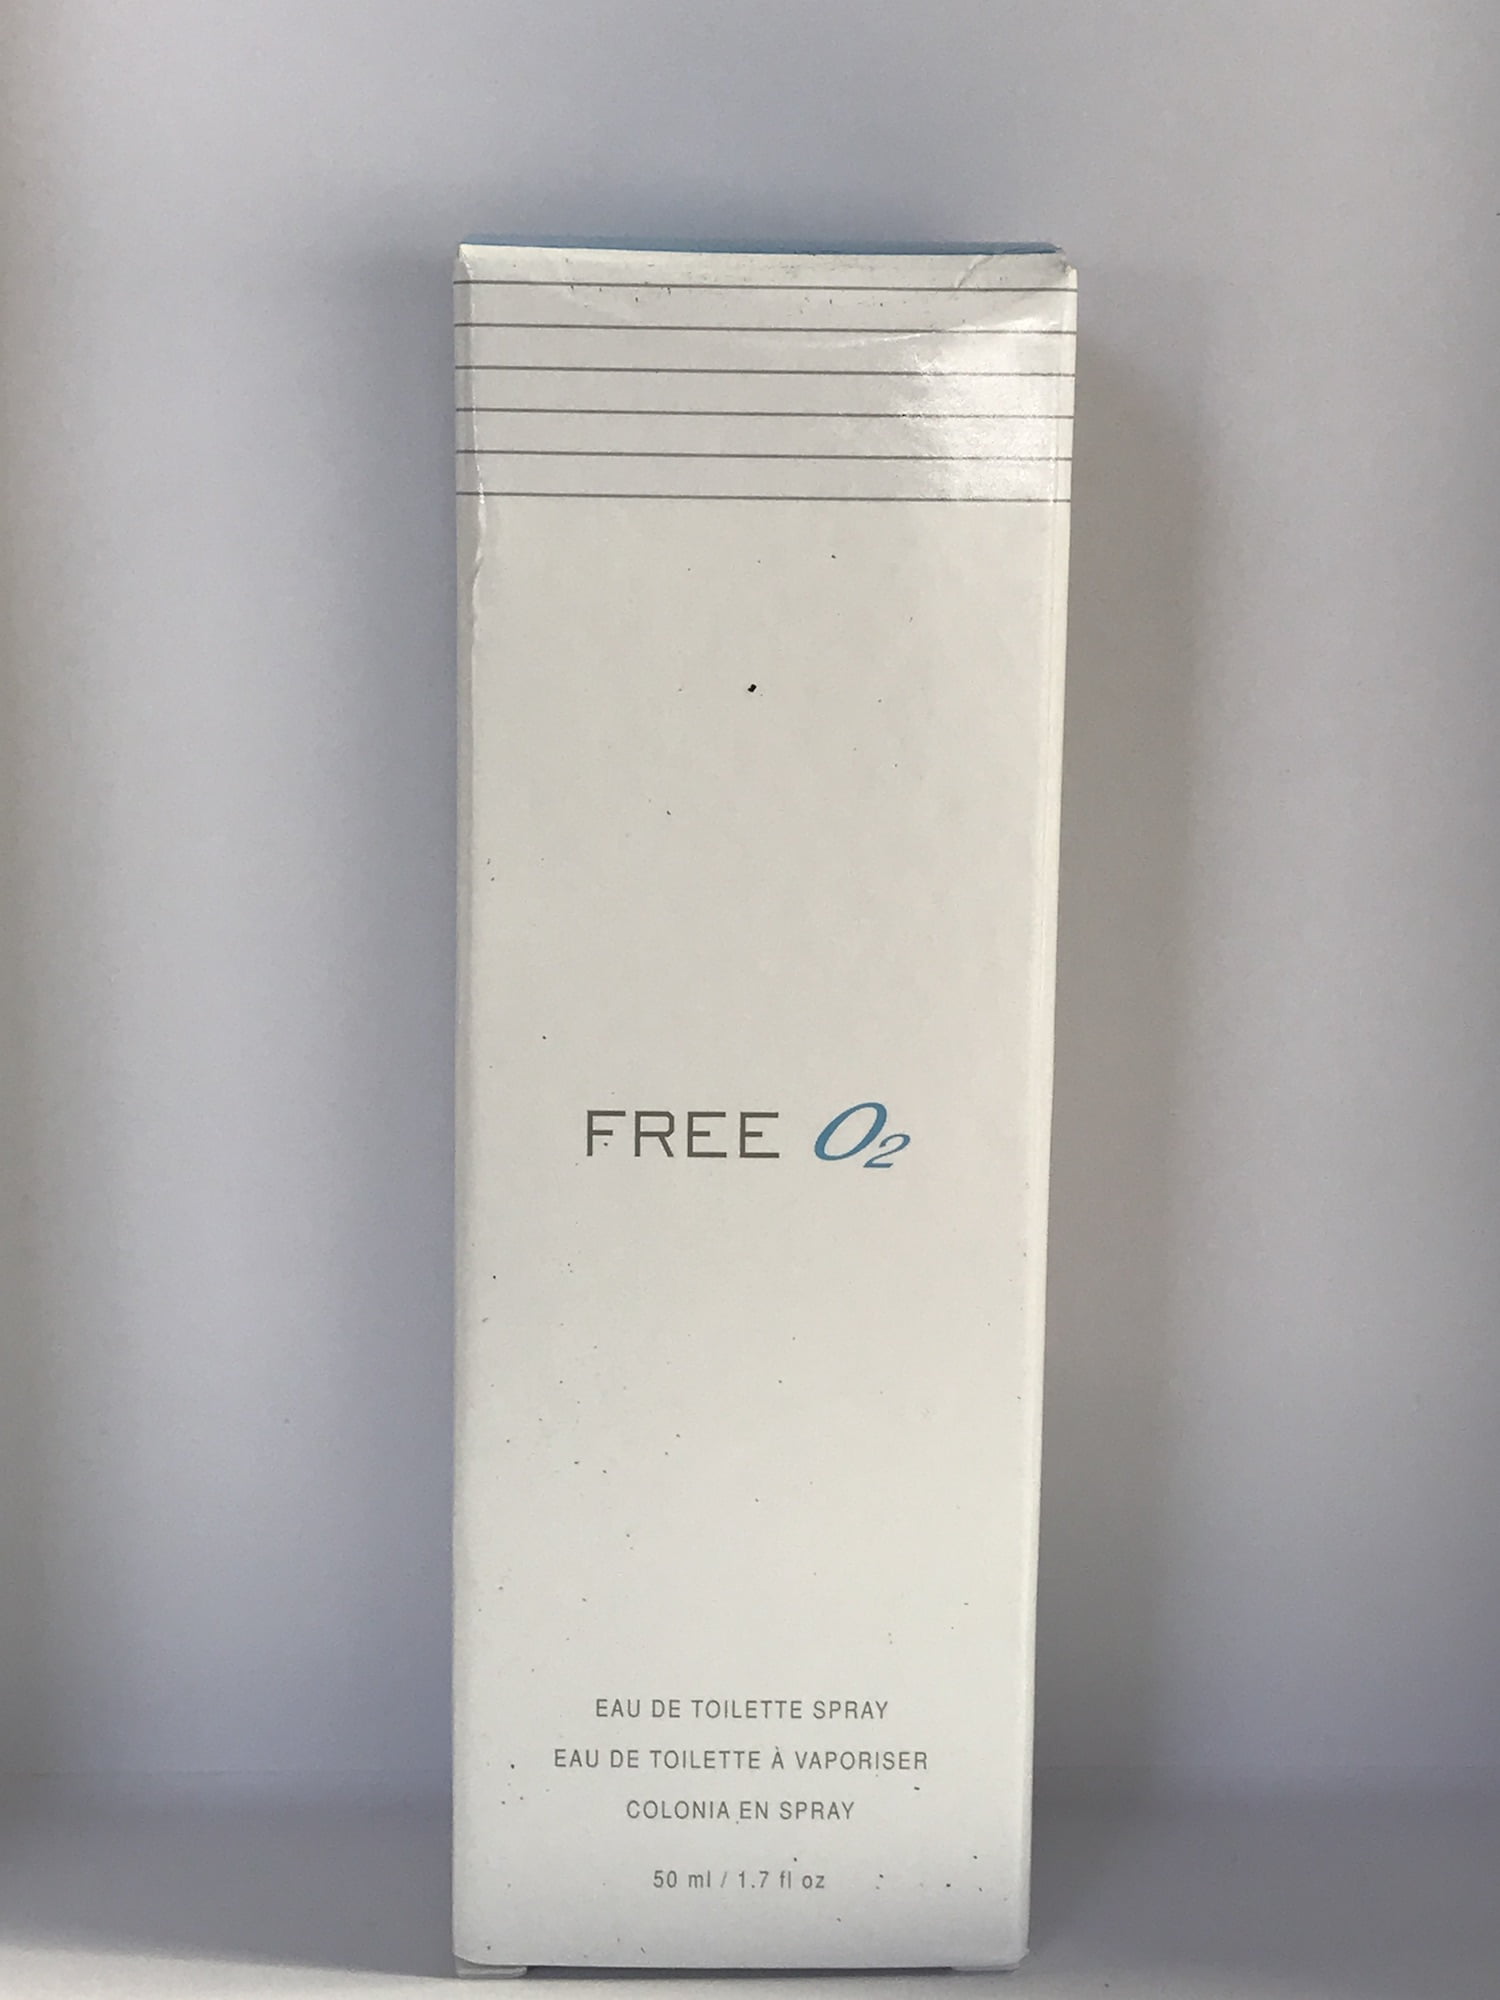 FREE O2
EAU DE TOILETTE SPRAY
EAU DE TOILETTE À VAPORISER
COLONIA EN SPRAY
50 ml / 1.7 fl oz